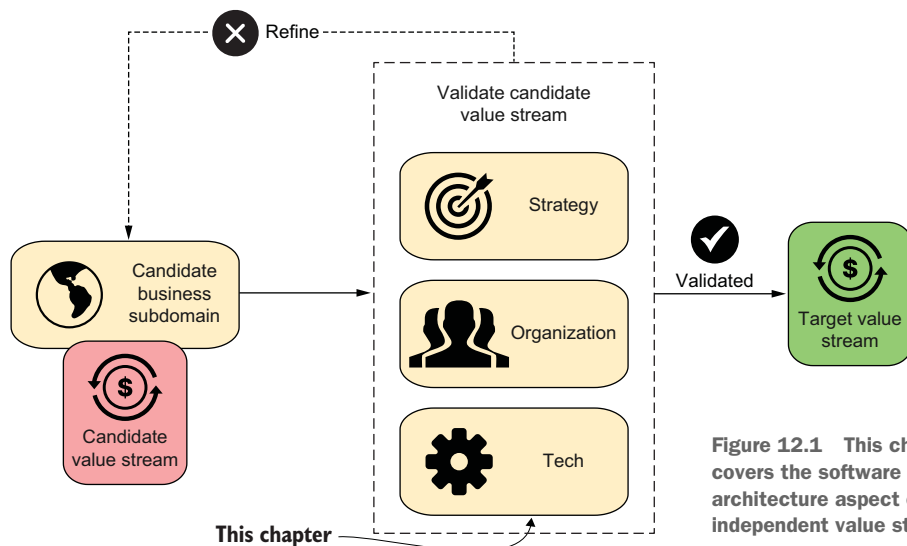 Refine
Validate candidate
value stream
Strategy
Candidate
business
subdomain
Organization
Validated
$
Target value
stream
$
Candidate
value stream
Tech
This chapter
Figure 12.1 This ch
covers the software
architecture aspect
independent value st